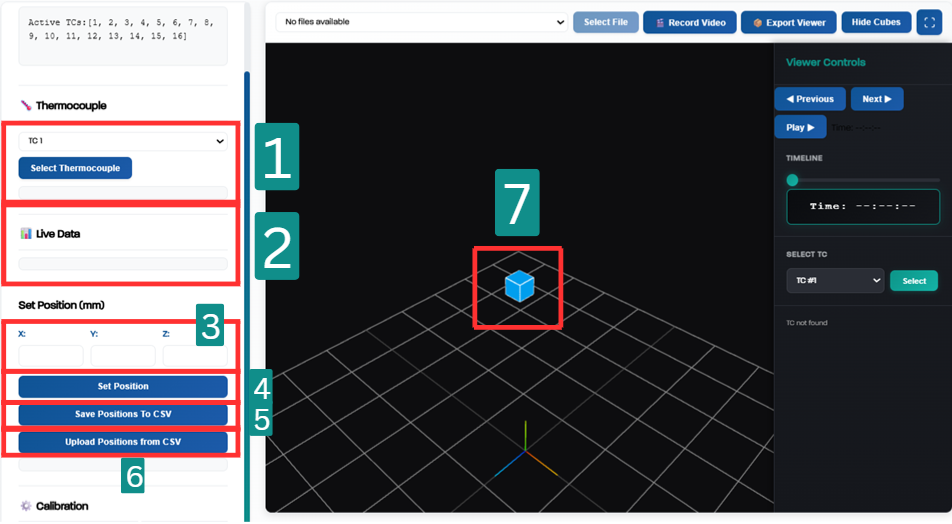 Active TCs:[1, 2, 3, 4, 5, 6, 7, 8,
9, 10, 11, 12, 13, 14, 15, 16]
Thermocouple
TC 1
Select Thermocouple
1
Live Data
2
Set Position (mm)
3
X: Y: Z:
Set Position
4
Save Positions To CSV
5
Upload Positions from CSV
6
Calibration
No files available
Select File
Record Video
Export Viewer
Hide Cubes
7
Viewer Controls
◀ Previous
Next ▶
Play ▶
Time: --:--:--
TIMELINE
Time: --:--:--
SELECT TC
TC #1
Select
TC not found